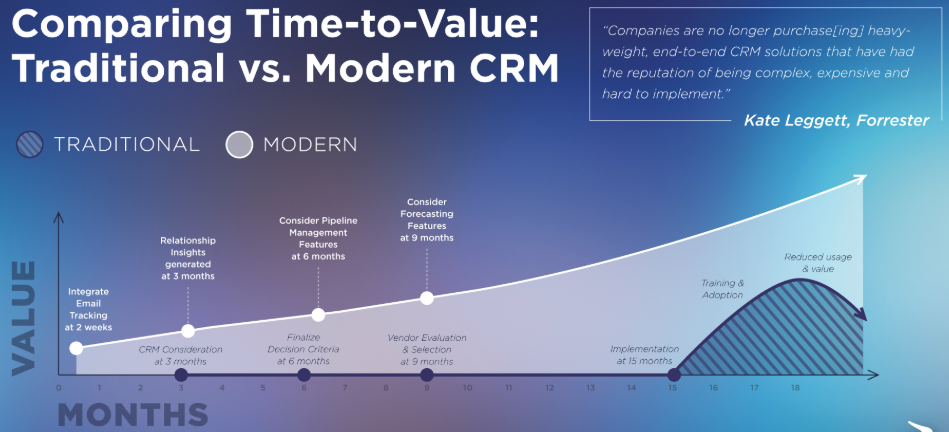 Comparing Time-to-Value:
Traditional vs. Modern CRM
“Companies are no longer purchase[ing] heavy-
weight, end-to-end CRM solutions that have had
the reputation of being complex, expensive and
hard to implement.”
Kate Leggett, Forrester
TRADITIONAL
MODERN
VALUE
Integrate
Email
Tracking
at 2 weeks
Relationship
Insights
generated
at 3 months
Consider Pipeline
Management
Features
at 6 months
Consider
Forecasting
Features
at 9 months
CRM Consideration
at 3 months
Finalize
Decision Criteria
at 6 months
Vendor Evaluation
& Selection
at 9 months
Implementation
at 15 months
Training &
Adoption
Reduced usage
& value
0 1 2 3 4 5 6 7 8 9 10 11 12 13 14 15 16 17 18
MONTHS